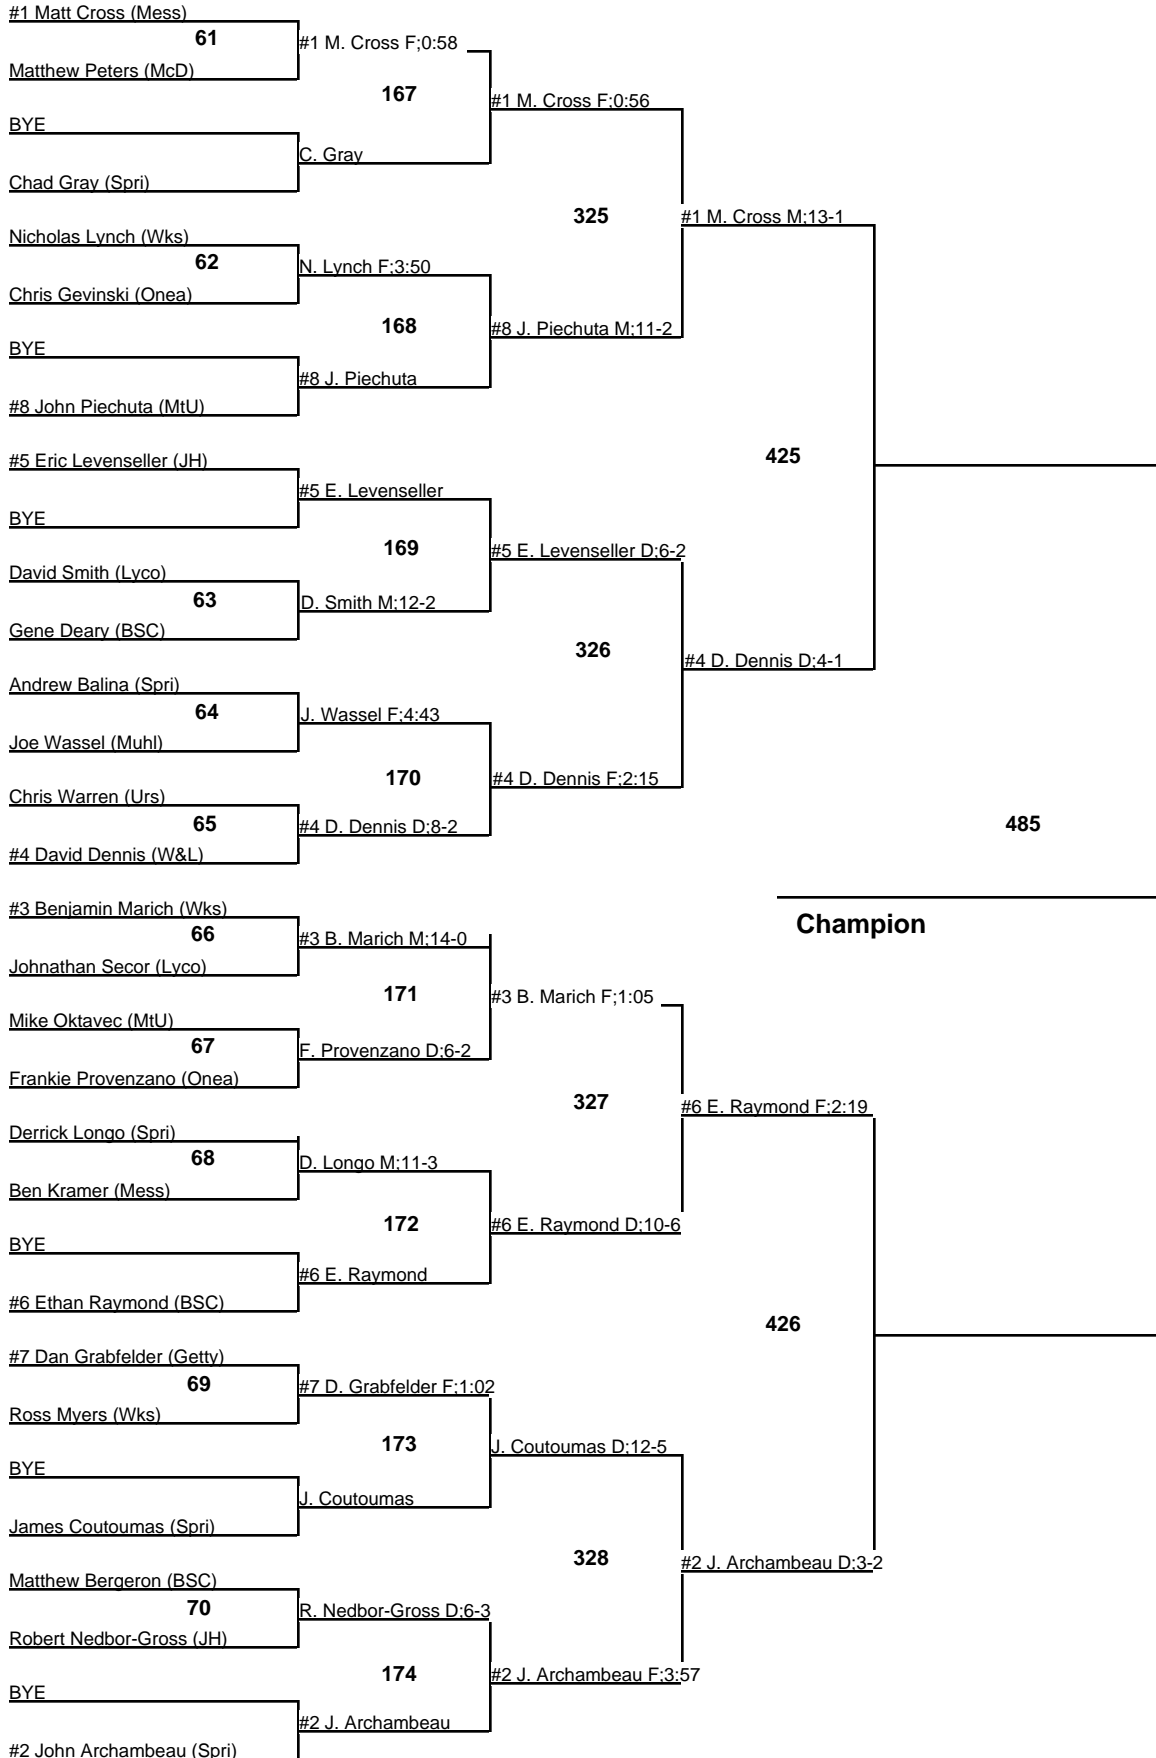 #1 Matt Cross (Mess)
61
#1 M. Cross F;0:58
Matthew Peters (McD)
167
#1 M. Cross F;0:56
BYE
C. Gray
Chad Gray (Spri)
325
#1 M. Cross M;13-1
Nicholas Lynch (Wks)
62
N. Lynch F;3:50
Chris Gevinski (Onea)
168
#8 J. Piechuta M;11-2
BYE
#8 J. Piechuta
#8 John Piechuta (MtU)
425
#5 Eric Levenseller (JH)
#5 E. Levenseller
BYE
169
#5 E. Levenseller D;6-2
David Smith (Lyco)
63
D. Smith M;12-2
Gene Deary (BSC)
326
#4 D. Dennis D;4-1
Andrew Balina (Spri)
64
J. Wassel F;4:43
Joe Wassel (Muhl)
170
#4 D. Dennis F;2:15
Chris Warren (Urs)
65
#4 D. Dennis D;8-2
485
#4 David Dennis (W&L)
#3 Benjamin Marich (Wks)
Champion
66
#3 B. Marich M;14-0
Johnathan Secor (Lyco)
171
#3 B. Marich F;1:05
Mike Oktavec (MtU)
67
F. Provenzano D;6-2
Frankie Provenzano (Onea)
327
#6 E. Raymond F;2:19
Derrick Longo (Spri)
68
D. Longo M;11-3
Ben Kramer (Mess)
172
#6 E. Raymond D;10-6
BYE
#6 E. Raymond
#6 Ethan Raymond (BSC)
426
#7 Dan Grabfelder (Getty)
69
#7 D. Grabfelder F;1:02
Ross Myers (Wks)
173
J. Coutoumas D;12-5
BYE
J. Coutoumas
James Coutoumas (Spri)
328
#2 J. Archambeau D;3-2
Matthew Bergeron (BSC)
70
R. Nedbor-Gross D;6-3
Robert Nedbor-Gross (JH)
174
#2 J. Archambeau F;3:57
BYE
#2 J. Archambeau
#2 John Archambeau (Spri)